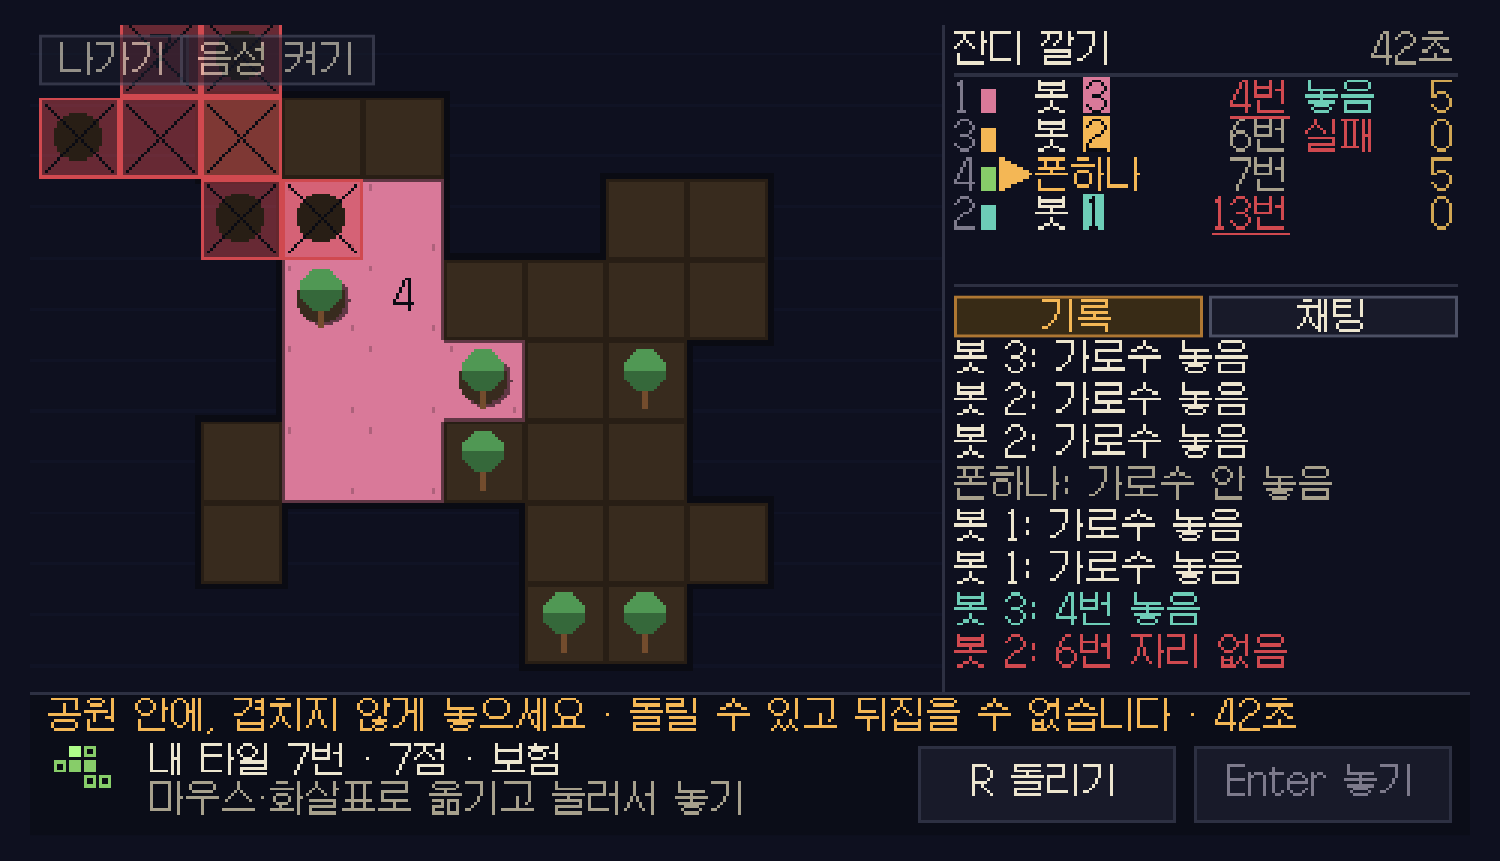 나가기 음성 켜기
잔디 깔기 42초
1 봇 3 4번 놓음 5
3 봇 2 6번 실패 0
4 폰하나 7번 5
2 봇 1 13번 0
4
기록 채팅
봇 3: 가로수 놓음
봇 2: 가로수 놓음
봇 2: 가로수 놓음
폰하나: 가로수 안 놓음
봇 1: 가로수 놓음
봇 1: 가로수 놓음
봇 3: 4번 놓음
봇 2: 6번 자리 없음
공원 안에, 겹치지 않게 놓으세요 · 돌릴 수 있고 뒤집을 수 없습니다 · 42초
내 타일 7번 · 7점 · 보험
마우스·화살표로 옮기고 눌러서 놓기
R 돌리기
Enter 놓기